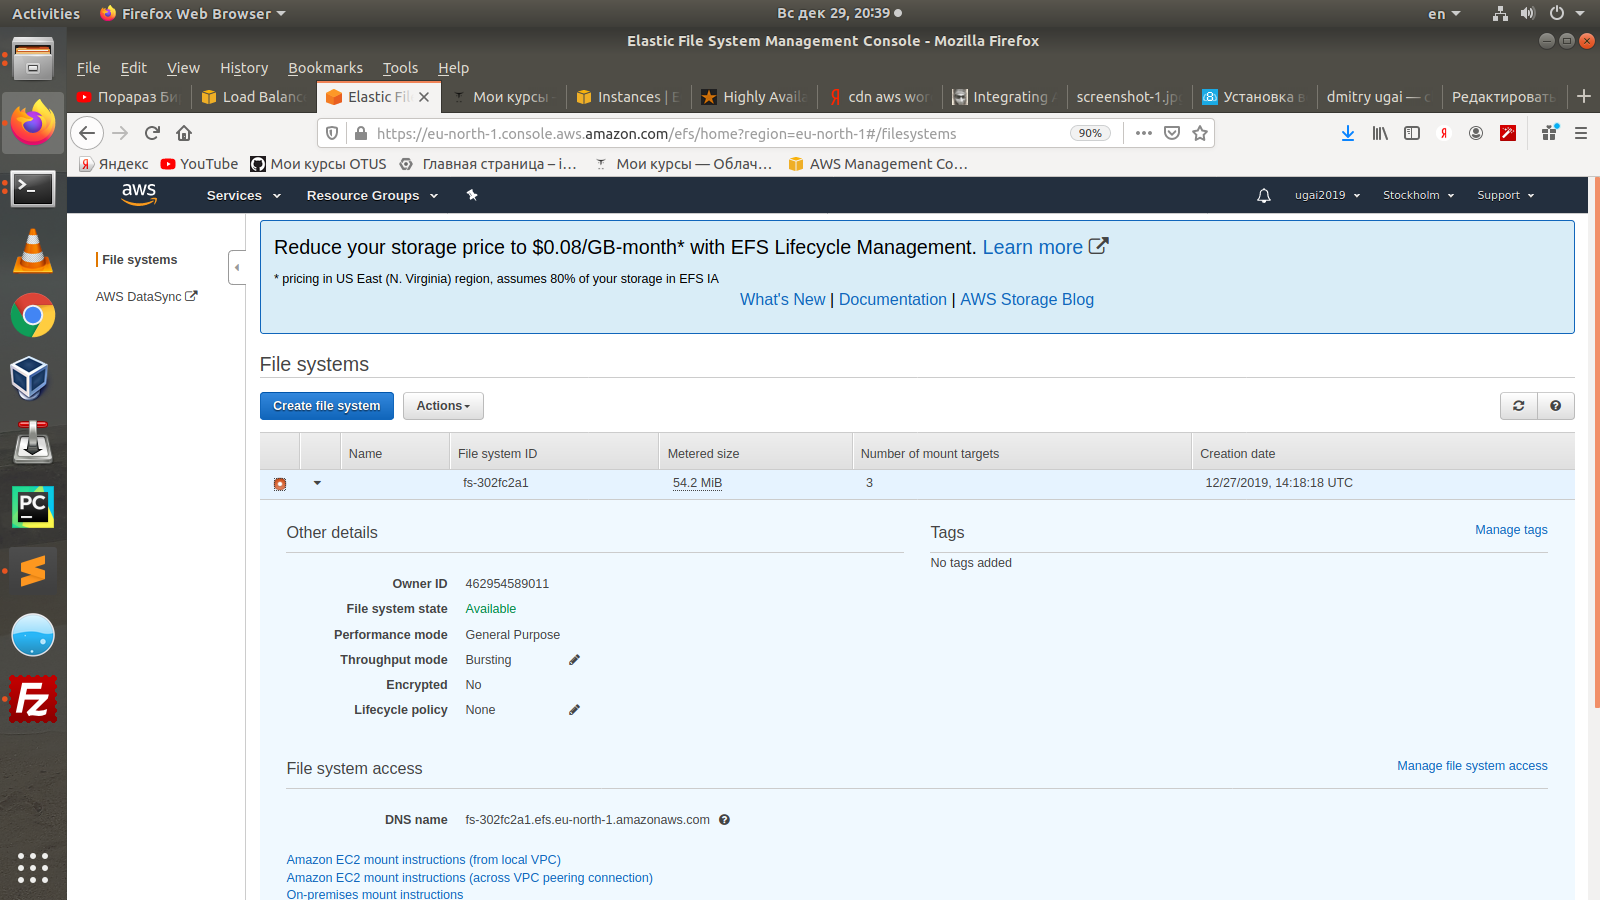 Activities Firefox Web Browser Вс дек 29, 20:39 en
Elastic File System Management Console - Mozilla Firefox
File Edit View History Bookmarks Tools Help
Порараз Load Balanc Elastic Fil Мои курсы - Instances | E Highly Availa cdn aws wor Integrating A screenshot-1.jp Установка в dmitry ugai — Редактировать
https://eu-north-1.console.aws.amazon.com/efs/home?region=eu-north-1#/filesystems 90%
Яндекс YouTube Мои курсы OTUS Главная страница – i... Мои курсы — Облач... AWS Management Co...
aws Services Resource Groups ugai2019 Stockholm Support
File systems
AWS DataSync
Reduce your storage price to $0.08/GB-month* with EFS Lifecycle Management. Learn more
* pricing in US East (N. Virginia) region, assumes 80% of your storage in EFS IA
What's New | Documentation | AWS Storage Blog
File systems
Create file system Actions
Name File system ID Metered size Number of mount targets Creation date
fs-302fc2a1 54.2 MiB 3 12/27/2019, 14:18:18 UTC
Other details
Tags Manage tags
No tags added
Owner ID 462954589011
File system state Available
Performance mode General Purpose
Throughput mode Bursting
Encrypted No
Lifecycle policy None
File system access Manage file system access
DNS name fs-302fc2a1.efs.eu-north-1.amazonaws.com
Amazon EC2 mount instructions (from local VPC)
Amazon EC2 mount instructions (across VPC peering connection)
On-premises mount instructions